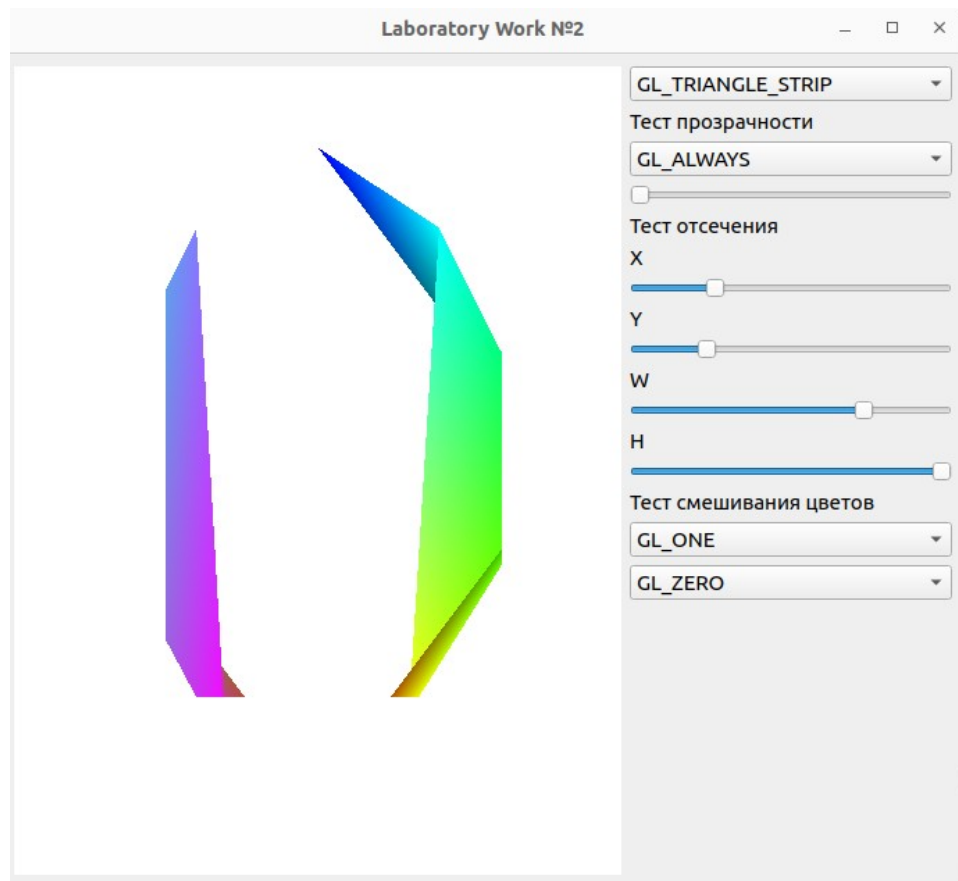 Laboratory Work №2
GL_TRIANGLE_STRIP
Тест прозрачности
GL_ALWAYS
Тест отсечения
X
Y
W
H
Тест смешивания цветов
GL_ONE
GL_ZERO